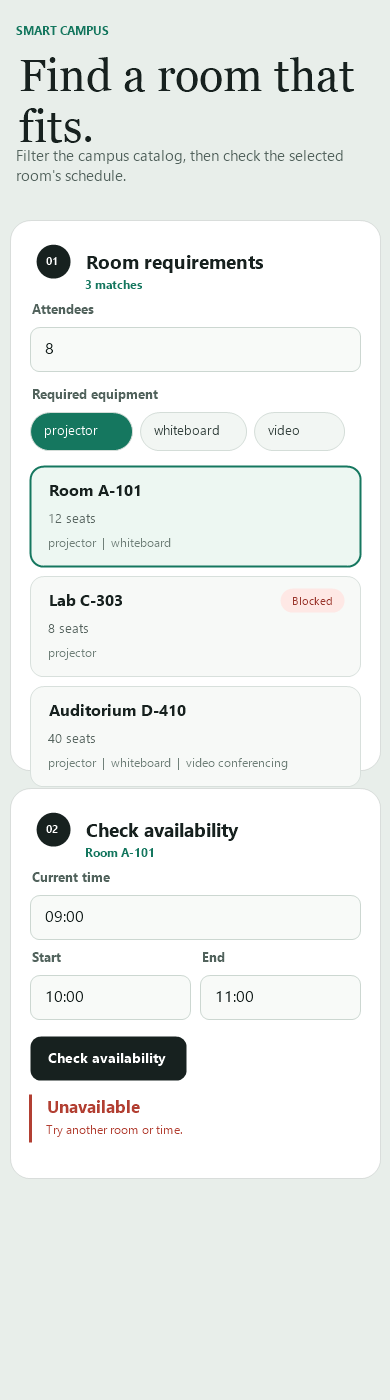 SMART CAMPUS
Find a room that
fits.
Filter the campus catalog, then check the selected
room's schedule.
01
Room requirements
3 matches
Attendees
8
Required equipment
projector whiteboard video
Room A-101
12 seats
projector | whiteboard
Lab C-303 Blocked
8 seats
projector
Auditorium D-410
40 seats
projector | whiteboard | video conferencing
02
Check availability
Room A-101
Current time
09:00
Start End
10:00 11:00
Check availability
Unavailable
Try another room or time.